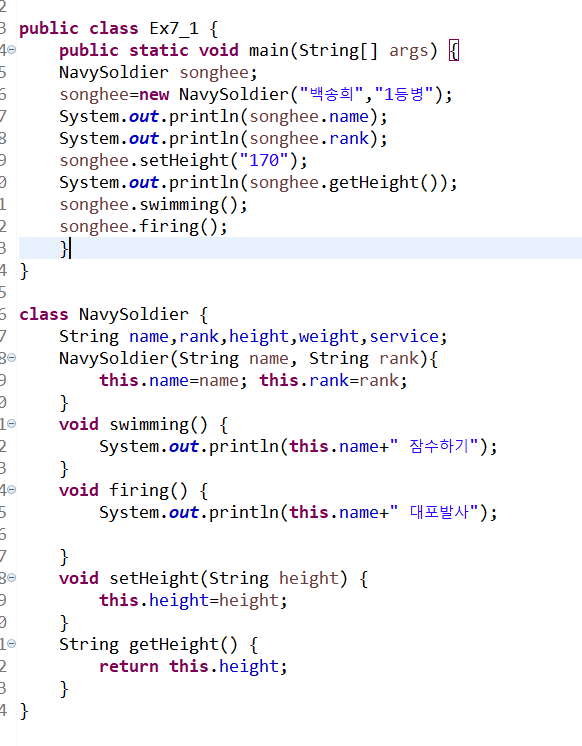 2
3 public class Ex7_1 {
4 public static void main(String[] args) {
5 NavySoldier songhee;
6 songhee=new NavySoldier("백송희","1등병");
7 System.out.println(songhee.name);
8 System.out.println(songhee.rank);
9 songhee.setHeight("170");
0 System.out.println(songhee.getHeight());
1 songhee.swimming();
2 songhee.firing();
3 }
4 }
5
6 class NavySoldier {
7 String name,rank,height,weight,service;
8 NavySoldier(String name, String rank){
9 this.name=name; this.rank=rank;
0 }
1 void swimming() {
2 System.out.println(this.name+" 잠수하기");
3 }
4 void firing() {
5 System.out.println(this.name+" 대포발사");
6
7 }
8 void setHeight(String height) {
9 this.height=height;
0 }
1 String getHeight() {
2 return this.height;
3 }
4 }